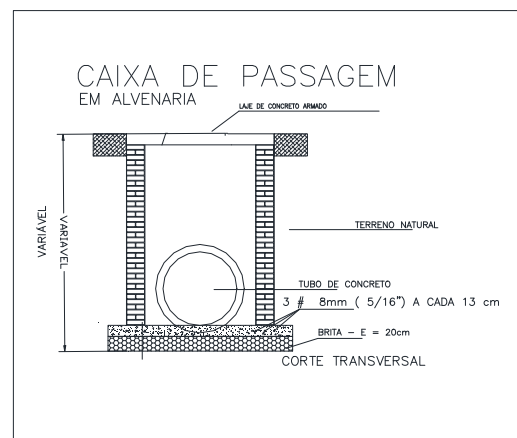 CAIXA DE PASSAGEM
EM ALVENARIA
LAJE DE CONCRETO ARMADO
VARIÁVEL
VARIAVEL
TERRENO NATURAL
TUBO DE CONCRETO
3 # 8mm ( 5/16") A CADA 13 cm
BRITA - E = 20cm
CORTE TRANSVERSAL